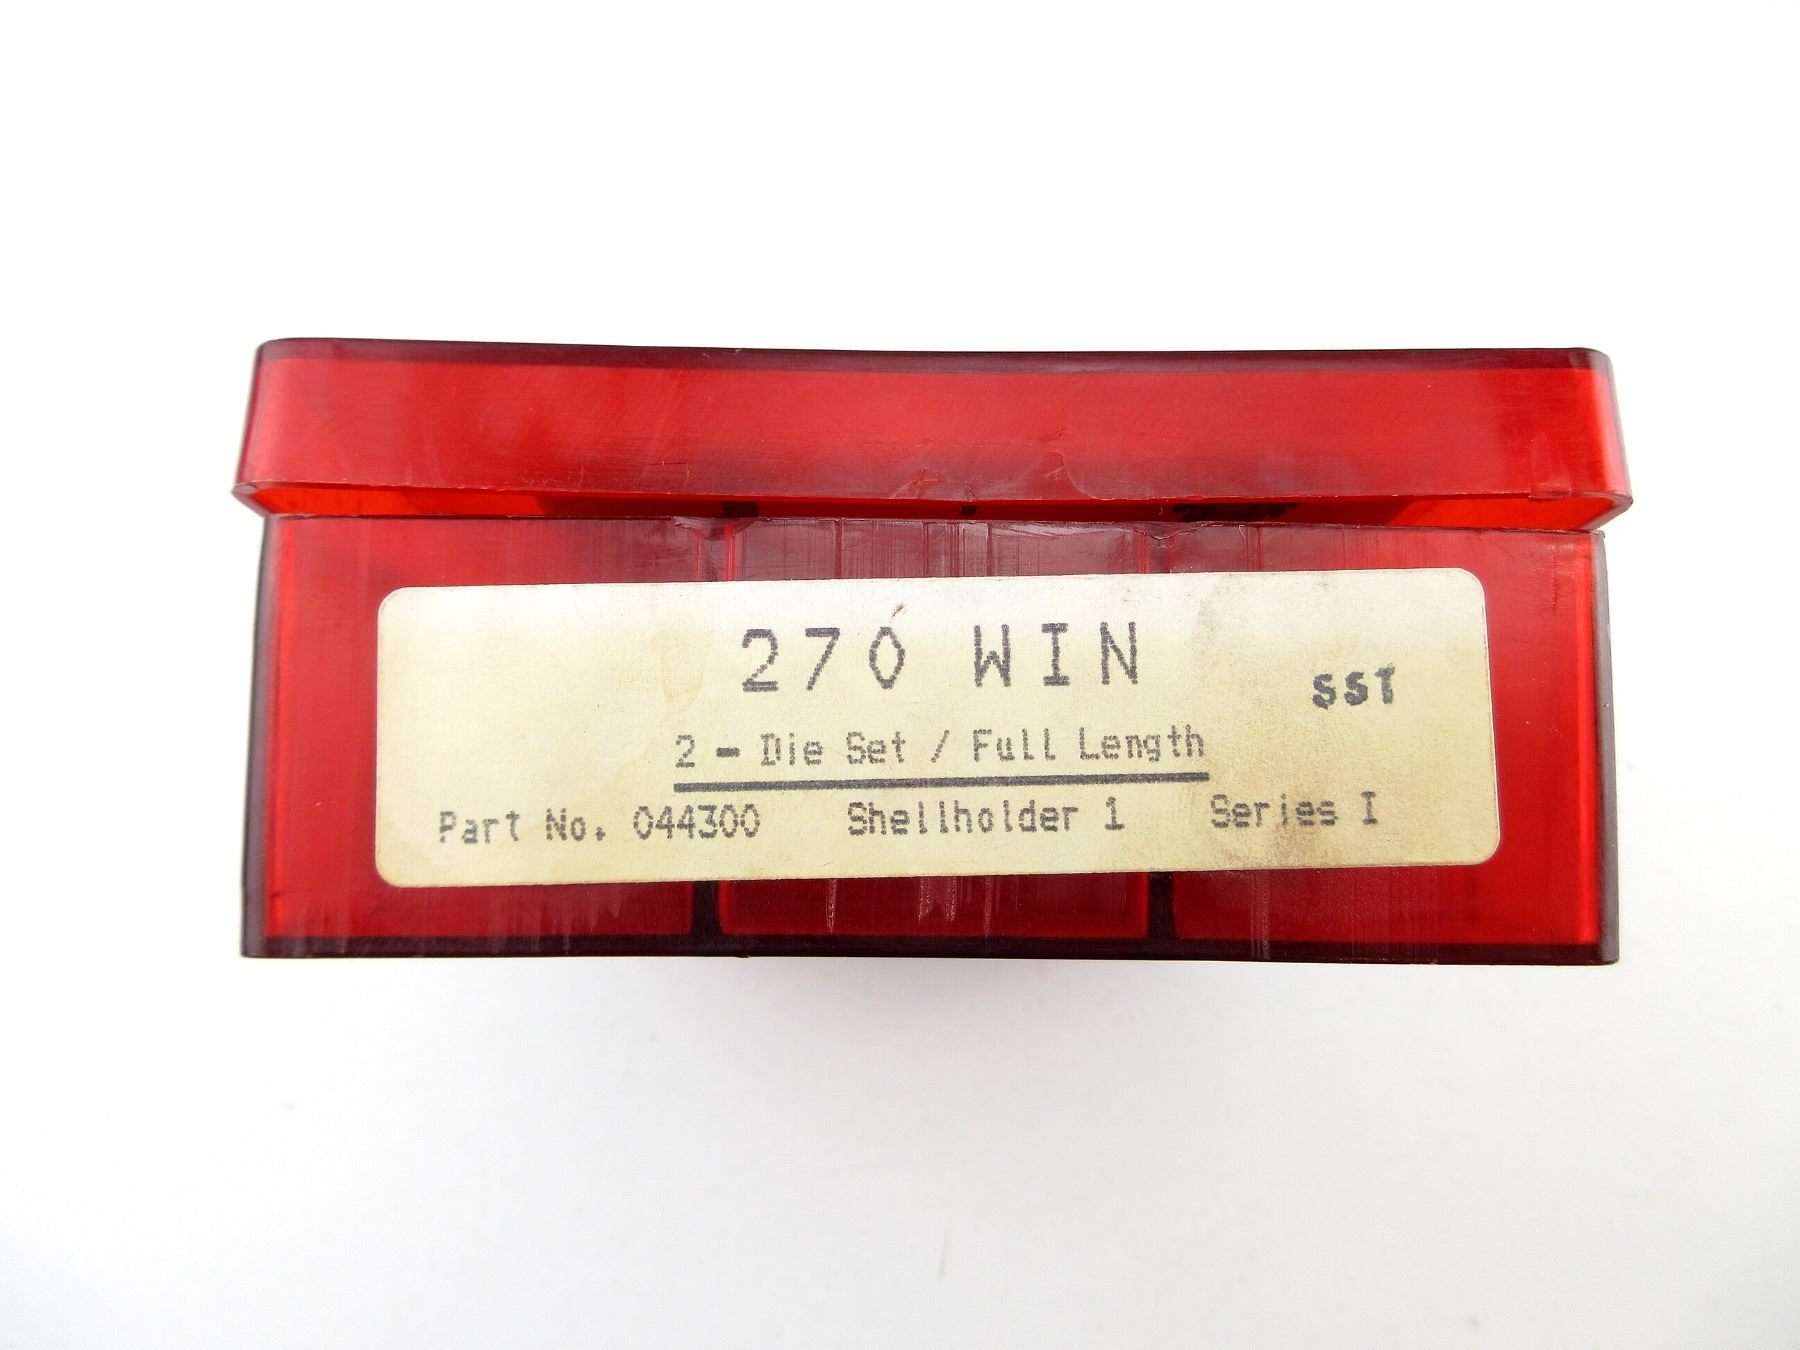 270 WIN
SST
2 - Die Set / Full Length
Part No. 044300 Shellholder 1 Series I